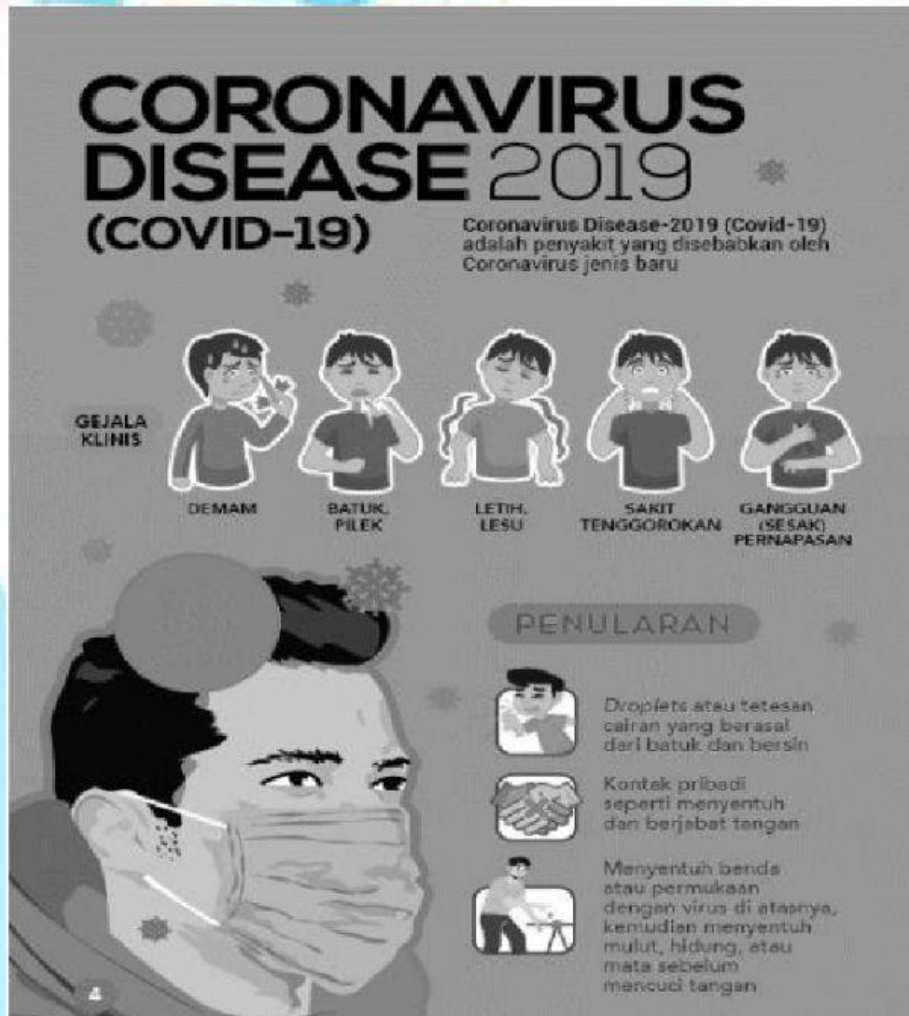 CORONAVIRUS
DISEASE 2019
(COVID-19)
Coronavirus Disease-2019 (Covid-19)
adalah penyakit yang disebabkan oleh
Coronavirus jenis baru
GEJALA
KLINIS
DEMAM
BATUK,
PILEK
LETIH,
LESU
SAKIT
TENGGOROKAN
GANGGUAN
(SESAK)
PERNAPASAN
PENULARAN
Droplets atau tetesan
cairan yang berasal
dari batuk dan bersin
Kontak pribadi
seperti menyentuh
dan berjabat tangan
Menyentuh benda
atau permukaan
dengan virus di atasnya,
kemudian menyentuh
mulut, hidung, atau
mata sebelum
mencuci tangan
4